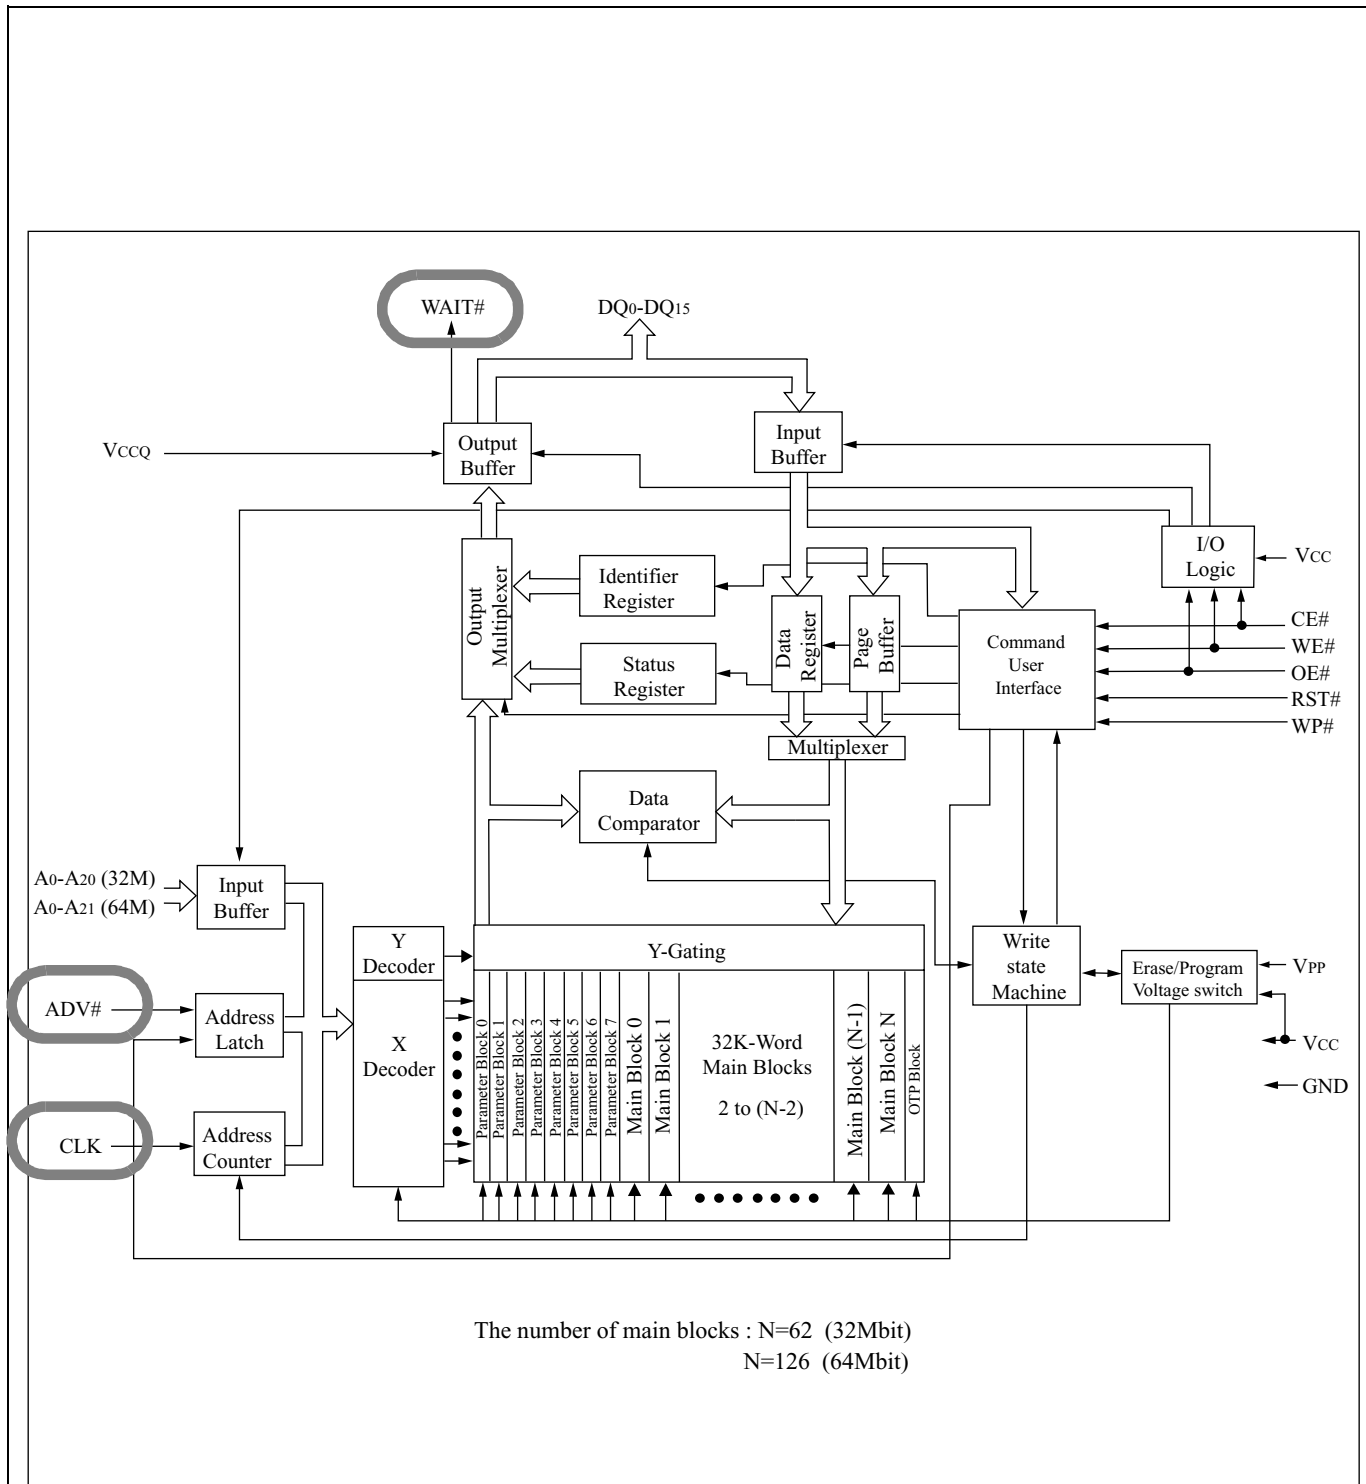 WAIT#
DQ0-DQ15
VCCQ
Output
Buffer
Input
Buffer
I/O
Logic
VCC
Output
Multiplexer
Identifier
Register
Status
Register
Data
Register
Page
Buffer
Command
User
Interface
CE#
WE#
OE#
RST#
WP#
Multiplexer
Data
Comparator
A0-A20 (32M)
A0-A21 (64M)
Input
Buffer
Y
Decoder
Y-Gating
Write
state
Machine
Erase/Program
Voltage switch
VPP
VCC
GND
ADV#
Address
Latch
X
Decoder
Parameter Block 0
Parameter Block 1
Parameter Block 2
Parameter Block 3
Parameter Block 4
Parameter Block 5
Parameter Block 6
Parameter Block 7
Main Block 0
Main Block 1
32K-Word
Main Blocks
2 to (N-2)
Main Block (N-1)
Main Block N
OTP Block
CLK
Address
Counter
The number of main blocks : N=62 (32Mbit)
N=126 (64Mbit)